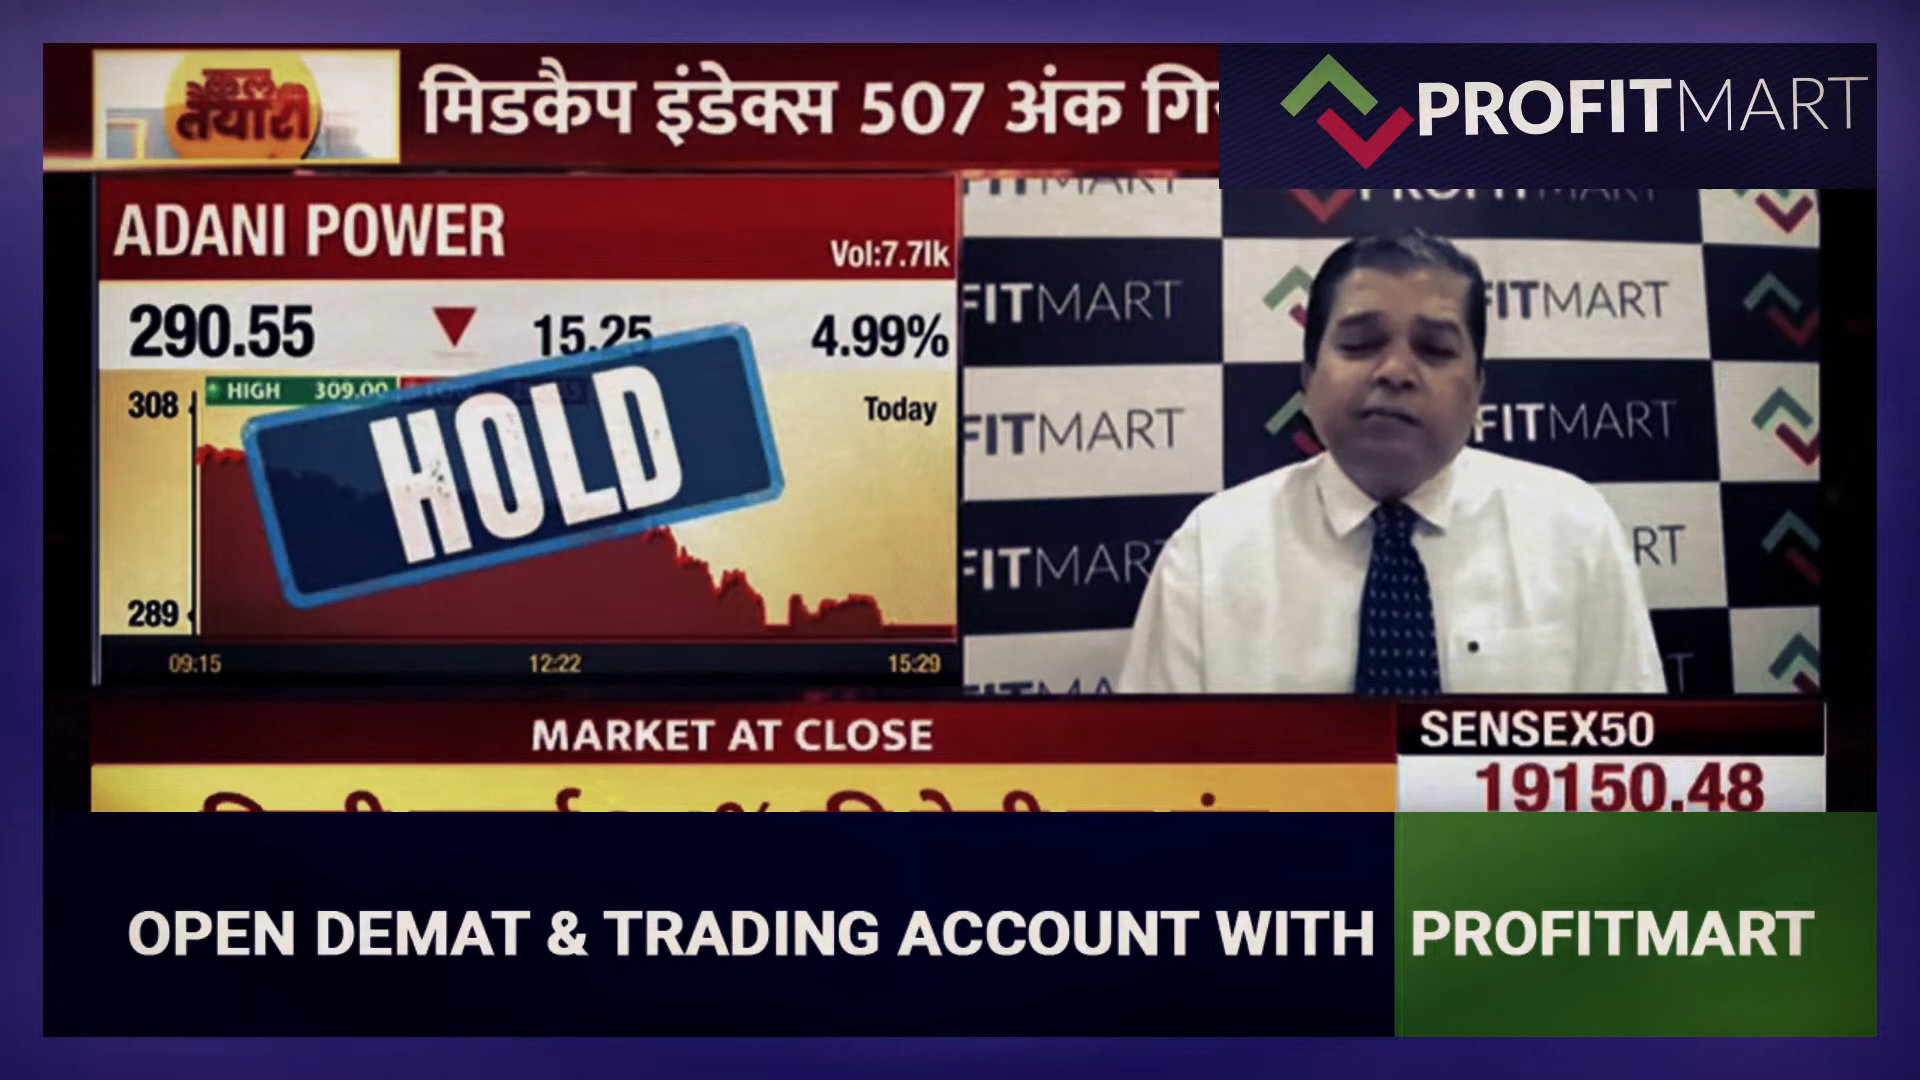 कल की तैयारी
मिडकैप इंडेक्स 507 अंक
PROFITMART
ADANI POWER
Vol:7.7lk
290.55
15.25
4.99%
HIGH 309.00
308
Today
HOLD
289
09:15
12:22
15:29
FITMART
FITMART
FITMART
FITMART
MARKET AT CLOSE
SENSEX50
19150.48
OPEN DEMAT & TRADING ACCOUNT WITH PROFITMART